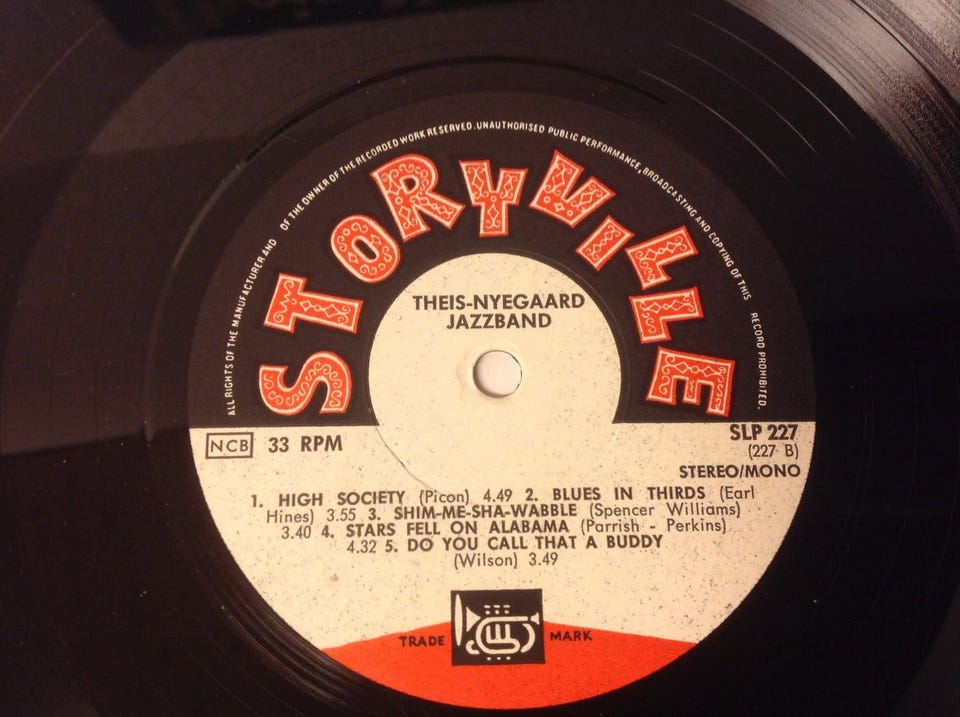 ALL RIGHTS OF THE MANUFACTURER AND OF THE OWNER OF THE RECORDED WORK RESERVED. UNAUTHORISED PUBLIC PERFORMANCE, BROADCASTING AND COPYING OF THIS RECORD PROHIBITED.
STORYVILLE
THEIS-NYEGAARD
JAZZBAND
NCB 33 RPM
SLP 227
(227 B)
STEREO/MONO
1. HIGH SOCIETY (Picon) 4.49 2. BLUES IN THIRDS (Earl
Hines) 3.55 3. SHIM-ME-SHA-WABBLE (Spencer Williams)
3.40 4. STARS FELL ON ALABAMA (Parrish - Perkins)
4.32 5. DO YOU CALL THAT A BUDDY
(Wilson) 3.49
TRADE MARK